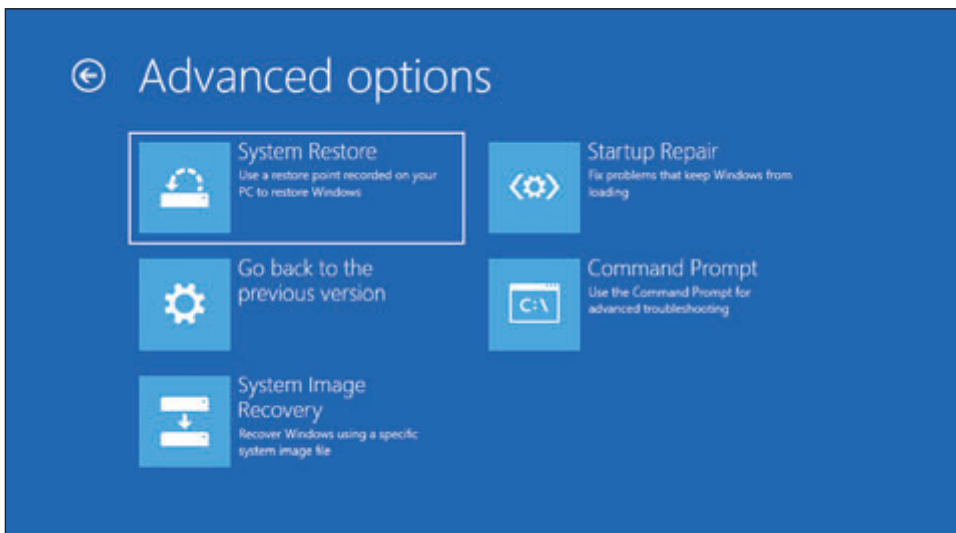 Advanced options
System Restore
Use a restore point recorded on your
PC to restore Windows
Go back to the
previous version
System Image
Recovery
Recover Windows using a specific
system image file
Startup Repair
Fix problems that keep Windows from
loading
C:\
Command Prompt
Use the Command Prompt for
advanced troubleshooting